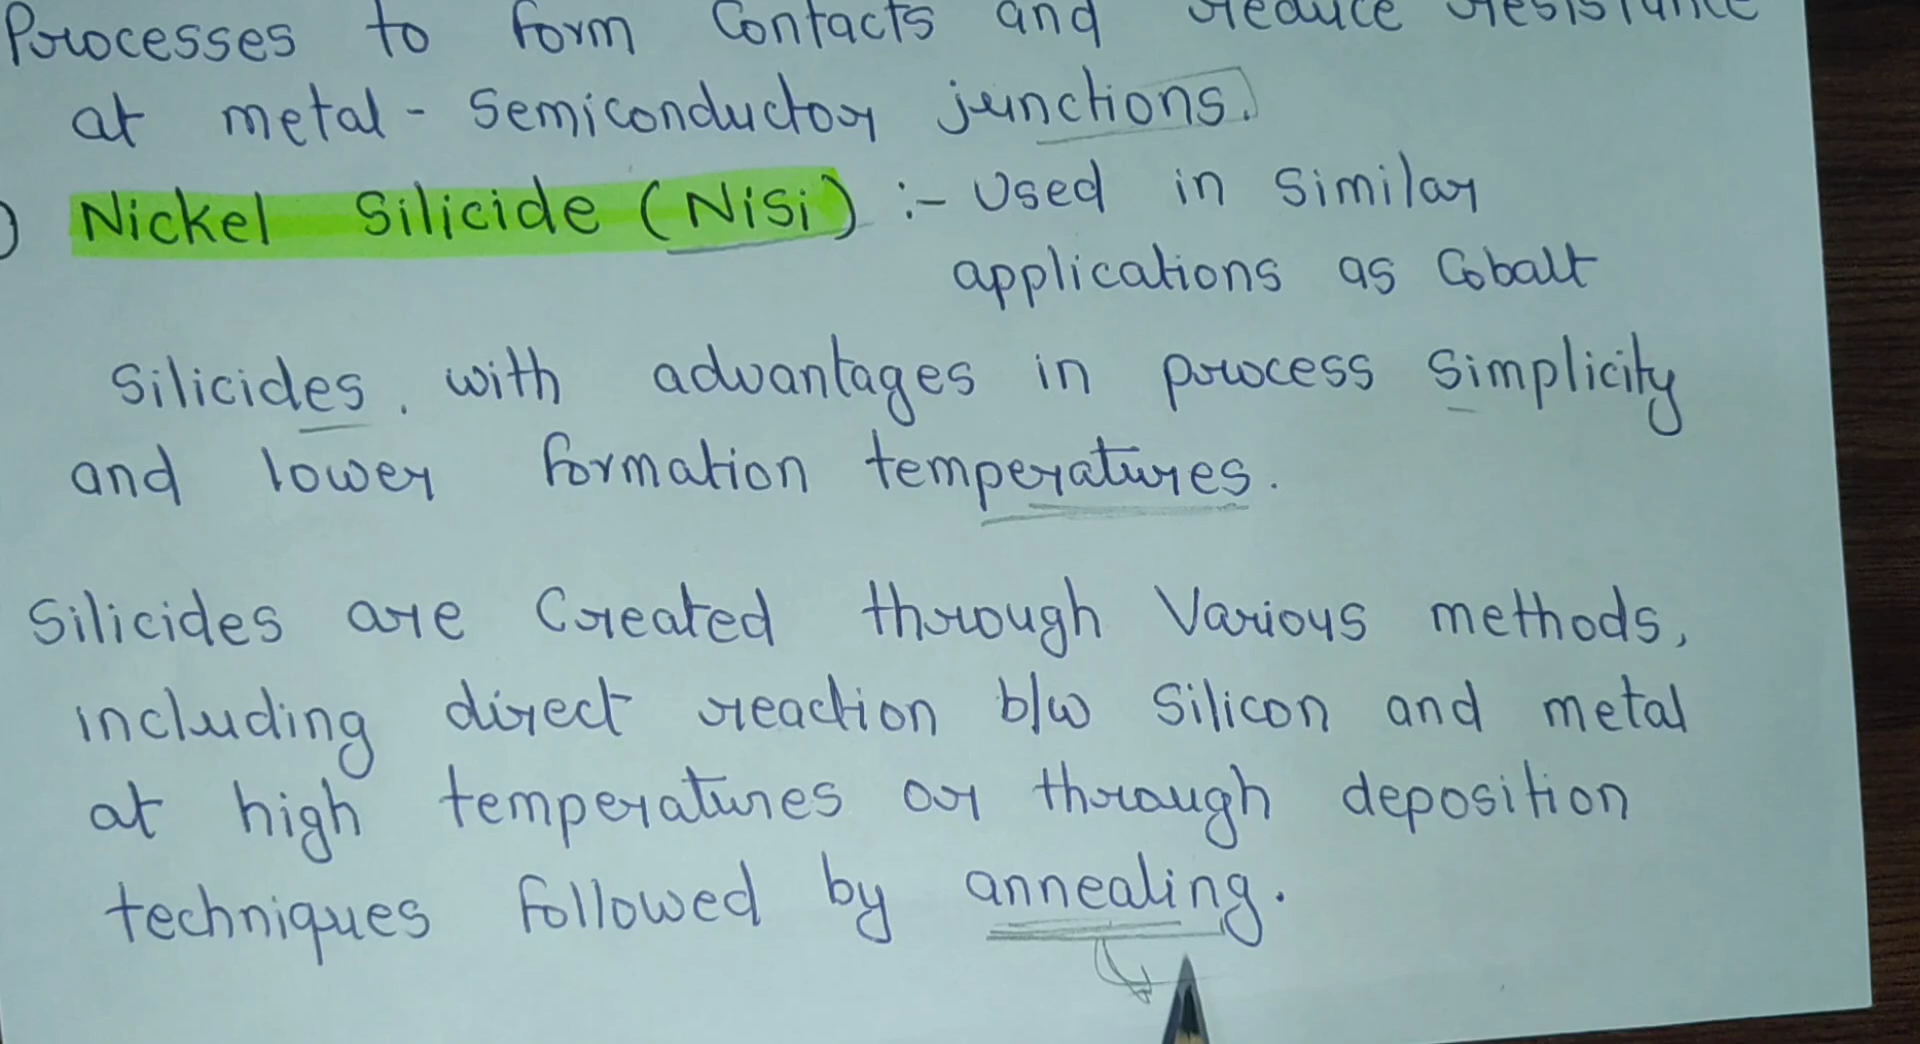 Processes to form Contacts and reduce resistance
at metal - Semiconductor junctions.
) Nickel Silicide (NiSi) :- Used in Similar
applications as Cobalt
Silicides, with advantages in process Simplicity
and lower formation temperatures.
Silicides are Created through Various methods,
including direct reaction b/w Silicon and metal
at high temperatures or through deposition
techniques followed by annealing.